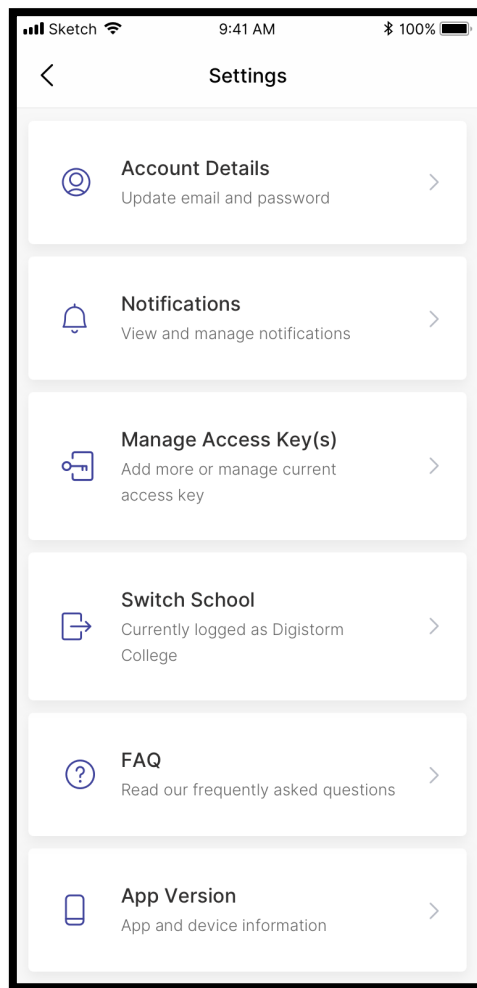 Sketch 9:41 AM 100%
Settings
Account Details
Update email and password
Notifications
View and manage notifications
Manage Access Key(s)
Add more or manage current
access key
Switch School
Currently logged as Digistorm
College
FAQ
Read our frequently asked questions
App Version
App and device information